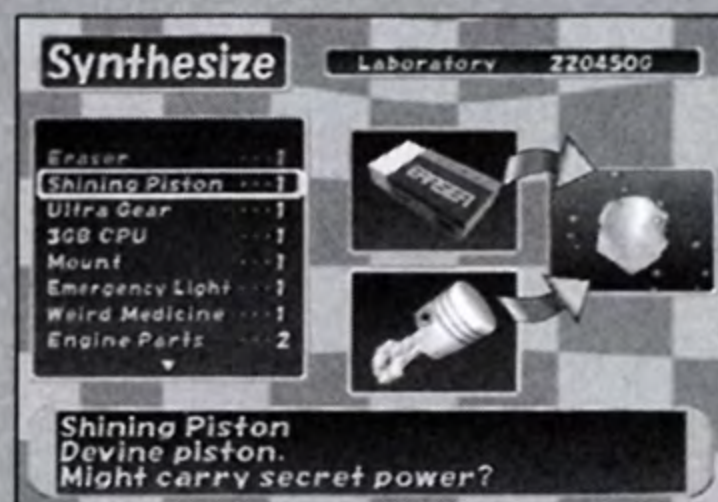 Synthesize
Laboratory 220450G
Eraser ...1
Shining Piston ...1
Ultra Gear ...1
3GB CPU ...1
Mount ...1
Emergency Light ...1
Weird Medicine ...1
Engine Parts ...2
ERASER
Shining Piston
Devine piston.
Might carry secret power?